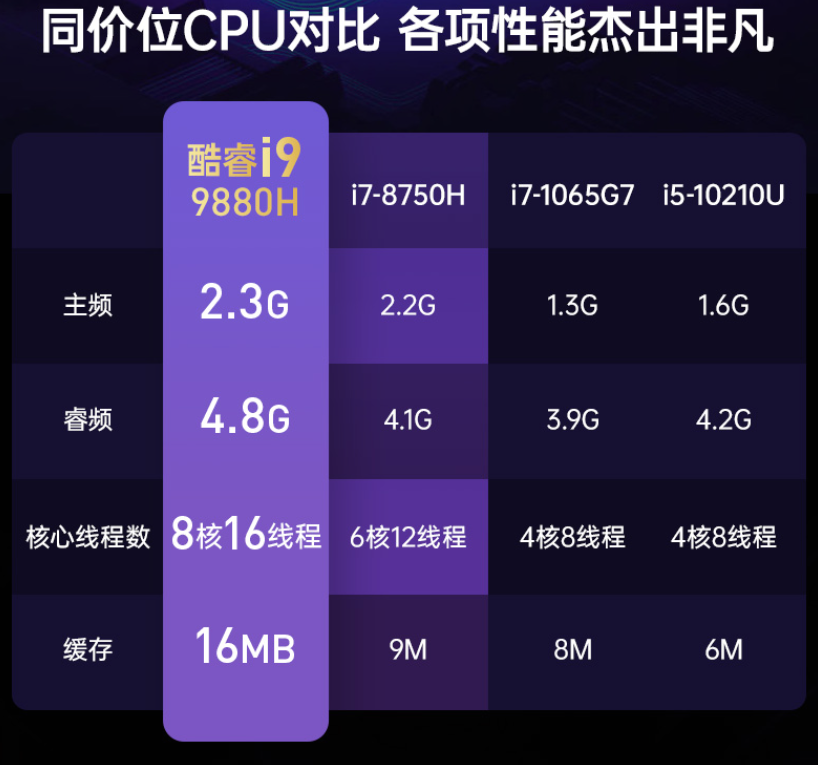 同价位CPU对比 各项性能杰出非凡
酷睿i9
9880H
i7-8750H
i7-1065G7
i5-10210U
主频
2.3G
2.2G
1.3G
1.6G
睿频
4.8G
4.1G
3.9G
4.2G
核心线程数
8核16线程
6核12线程
4核8线程
4核8线程
缓存
16MB
9M
8M
6M